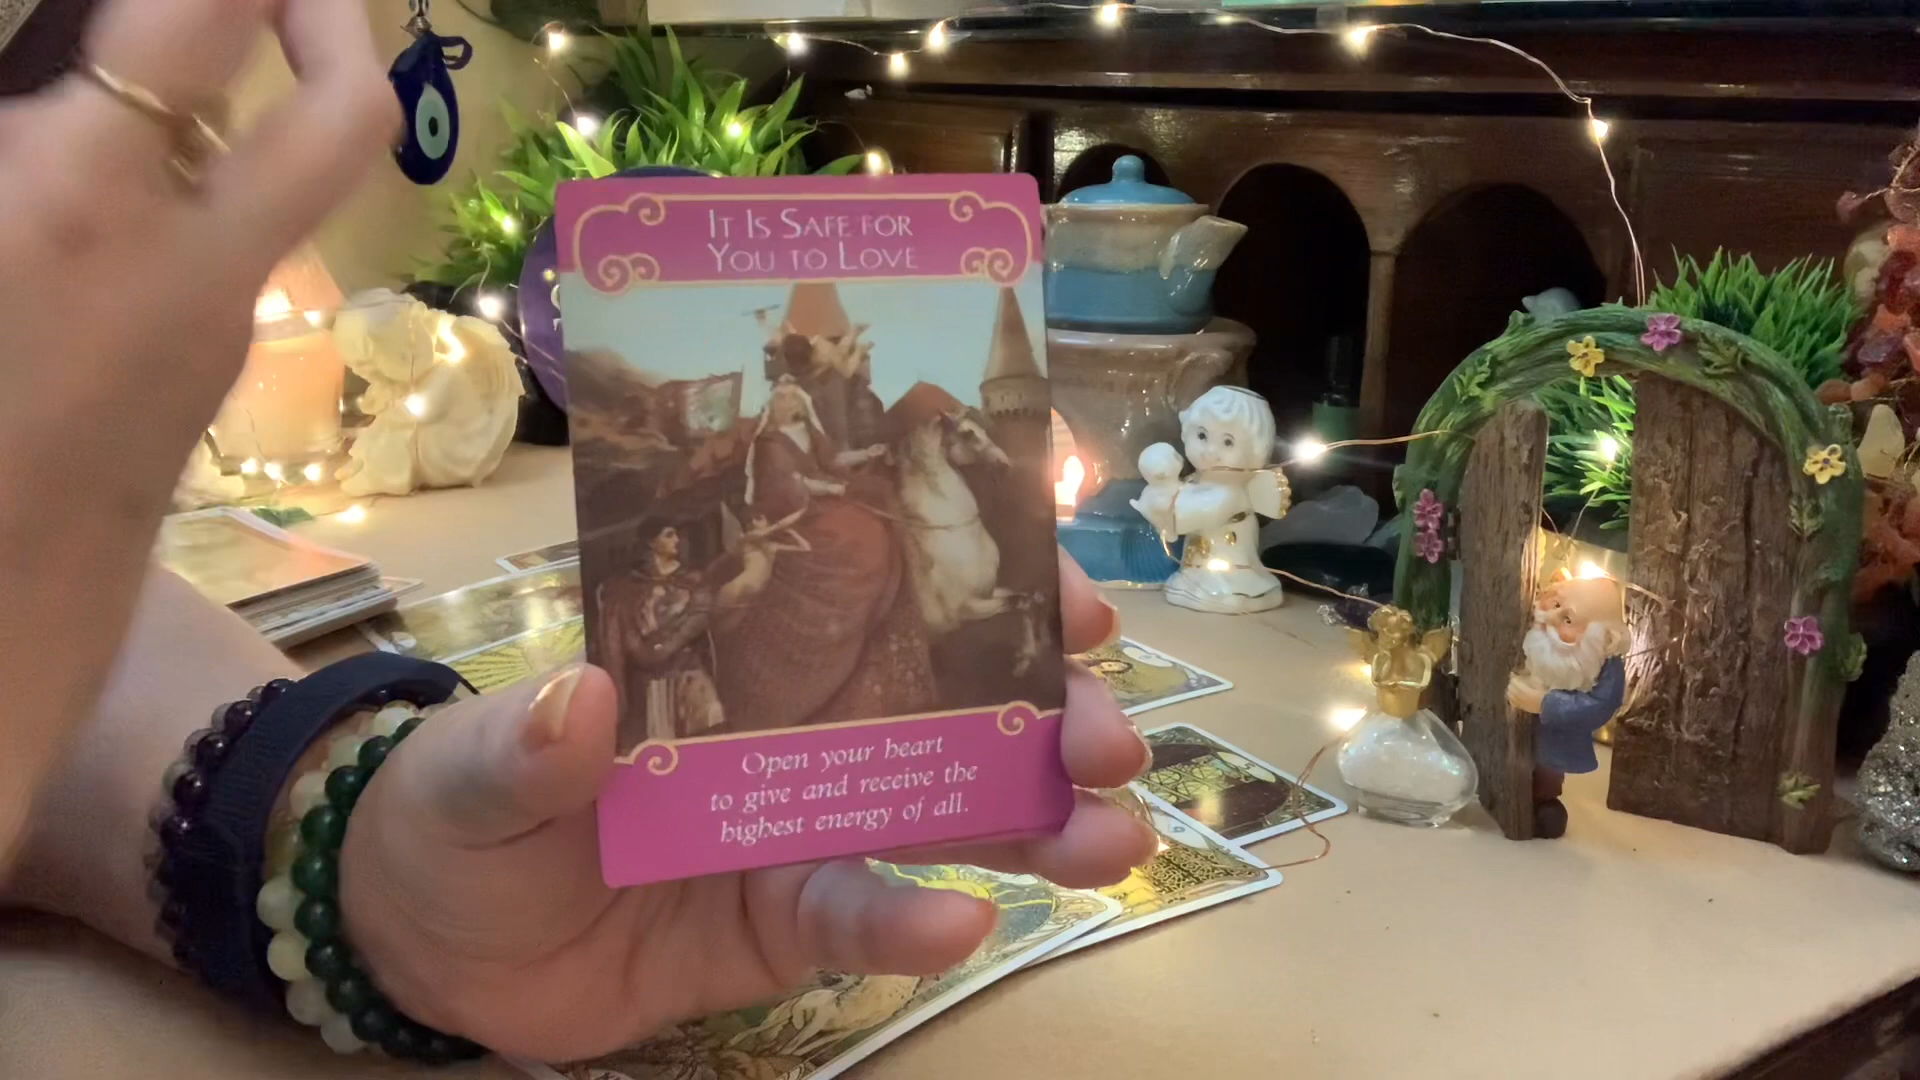 It Is Safe for
You to Love
Open your heart
to give and receive the
highest energy of all.